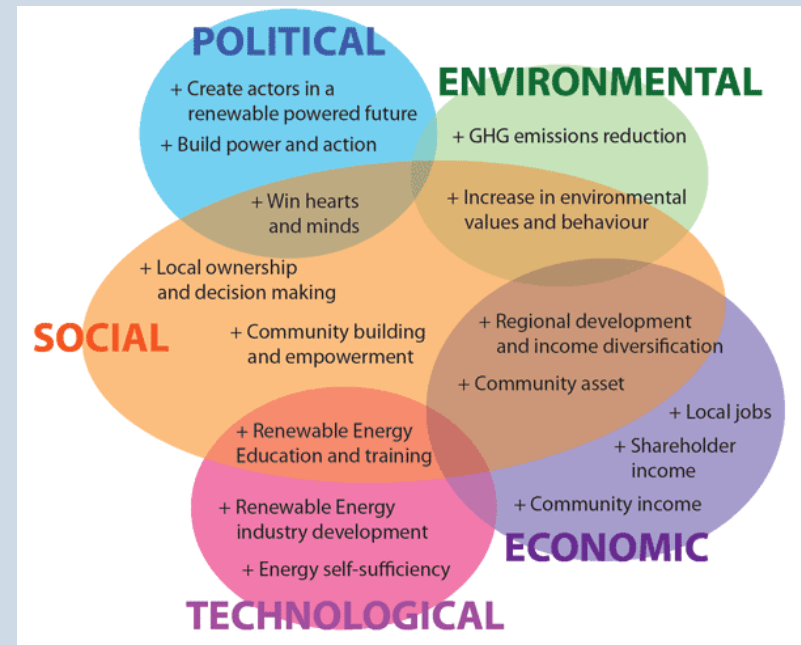 POLITICAL
+ Create actors in a
renewable powered future
+ Build power and action
ENVIRONMENTAL
+ GHG emissions reduction
+ Win hearts
and minds
+ Increase in environmental
values and behaviour
+ Local ownership
and decision making
SOCIAL
+ Community building
and empowerment
+ Regional development
and income diversification
+ Community asset
+ Local jobs
+ Shareholder
income
+ Community income
ECONOMIC
+ Renewable Energy
Education and training
+ Renewable Energy
industry development
+ Energy self-sufficiency
TECHNOLOGICAL